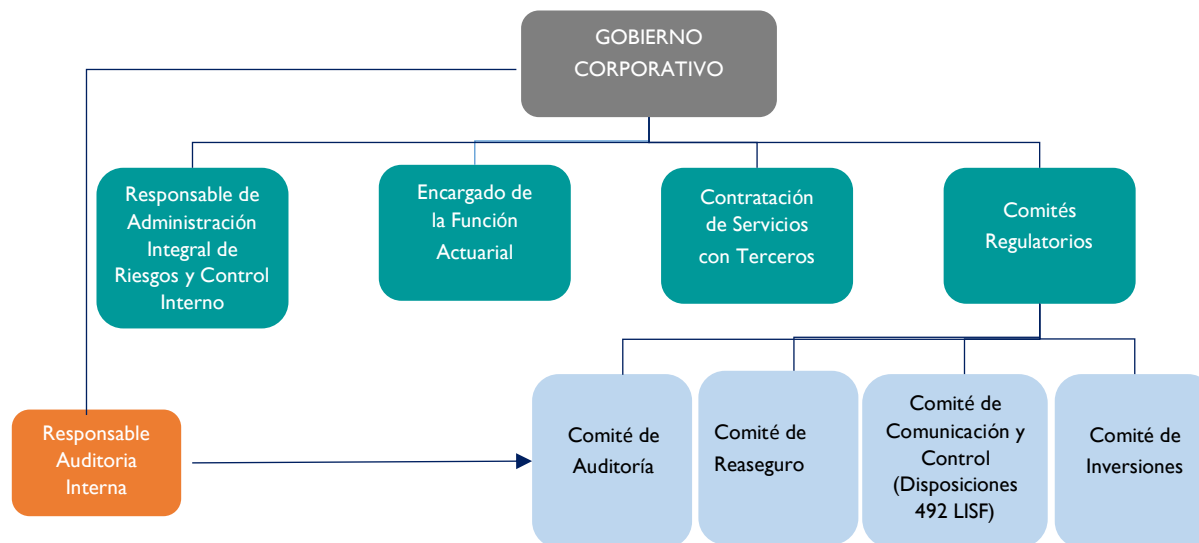 GOBIERNO
CORPORATIVO
Responsable de
Administración
Integral de
Riesgos y Control
Interno
Encargado de
la Función
Actuarial
Contratación
de Servicios
con Terceros
Comités
Regulatorios
Responsable
Auditoria
Interna
Comité de
Auditoría
Comité de
Reaseguro
Comité de
Comunicación y
Control
(Disposiciones
492 LISF)
Comité de
Inversiones